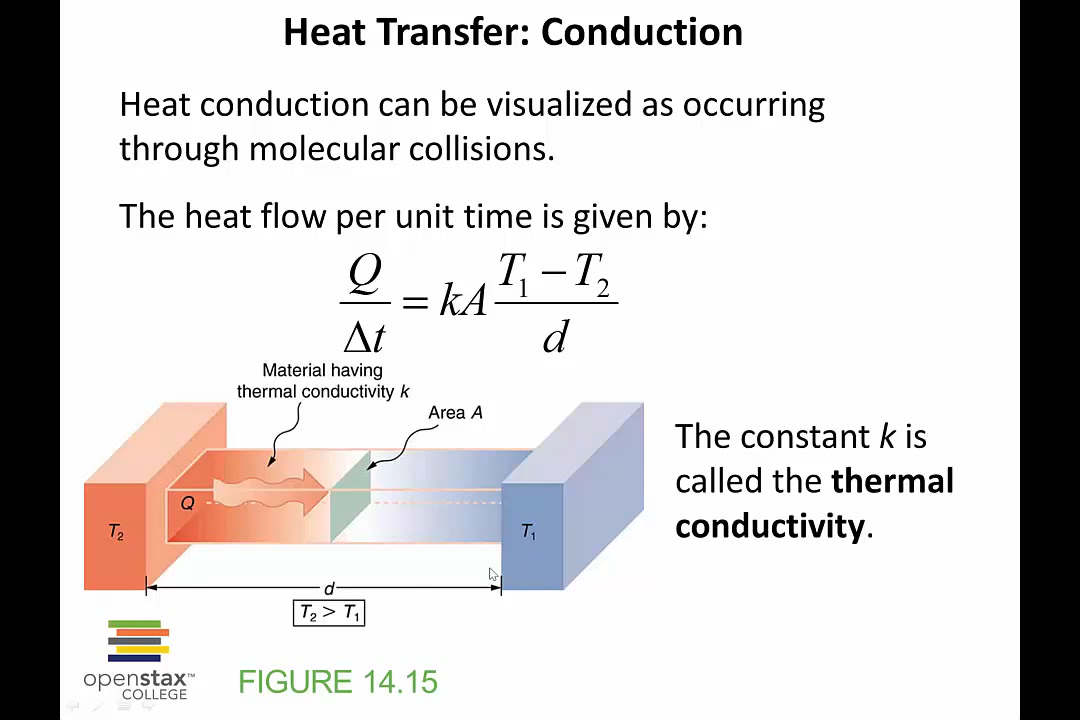 Heat Transfer: Conduction
Heat conduction can be visualized as occurring
through molecular collisions.
The heat flow per unit time is given by:
Q/Δt = kA (T₁ − T₂)/d
Material having
thermal conductivity k
Area A
Q
T₂
T₁
d
T₂ > T₁
The constant k is
called the thermal
conductivity.
openstax™
COLLEGE
FIGURE 14.15